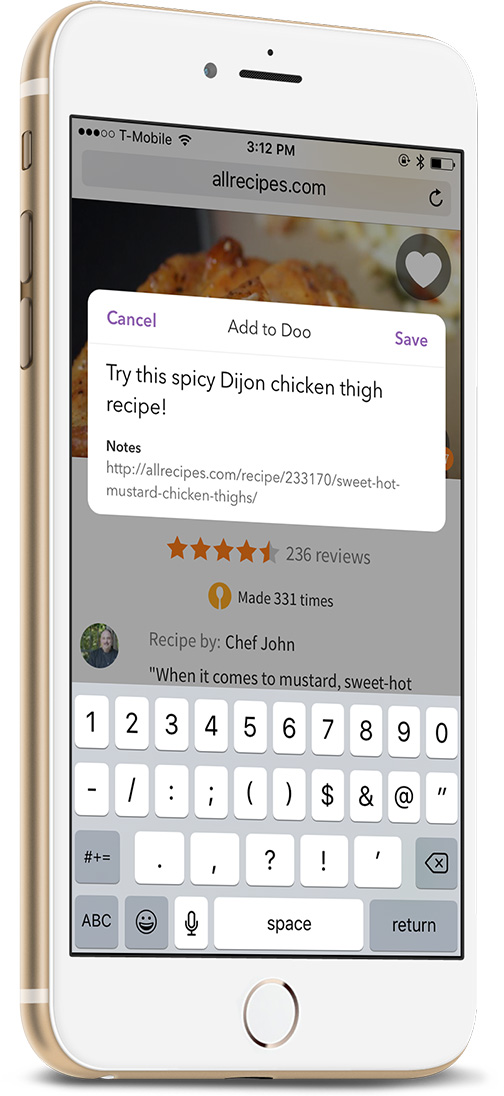 T-Mobile 3:12 PM
allrecipes.com
Cancel Add to Doo Save
Try this spicy Dijon chicken thigh
recipe!
Notes
http://allrecipes.com/recipe/233170/sweet-hot-
mustard-chicken-thighs/
236 reviews
Made 331 times
Recipe by: Chef John
"When it comes to mustard, sweet-hot
1 2 3 4 5 6 7 8 9 0
- / : ; ( ) $ & @ "
#+= . , ? ! '
ABC space return